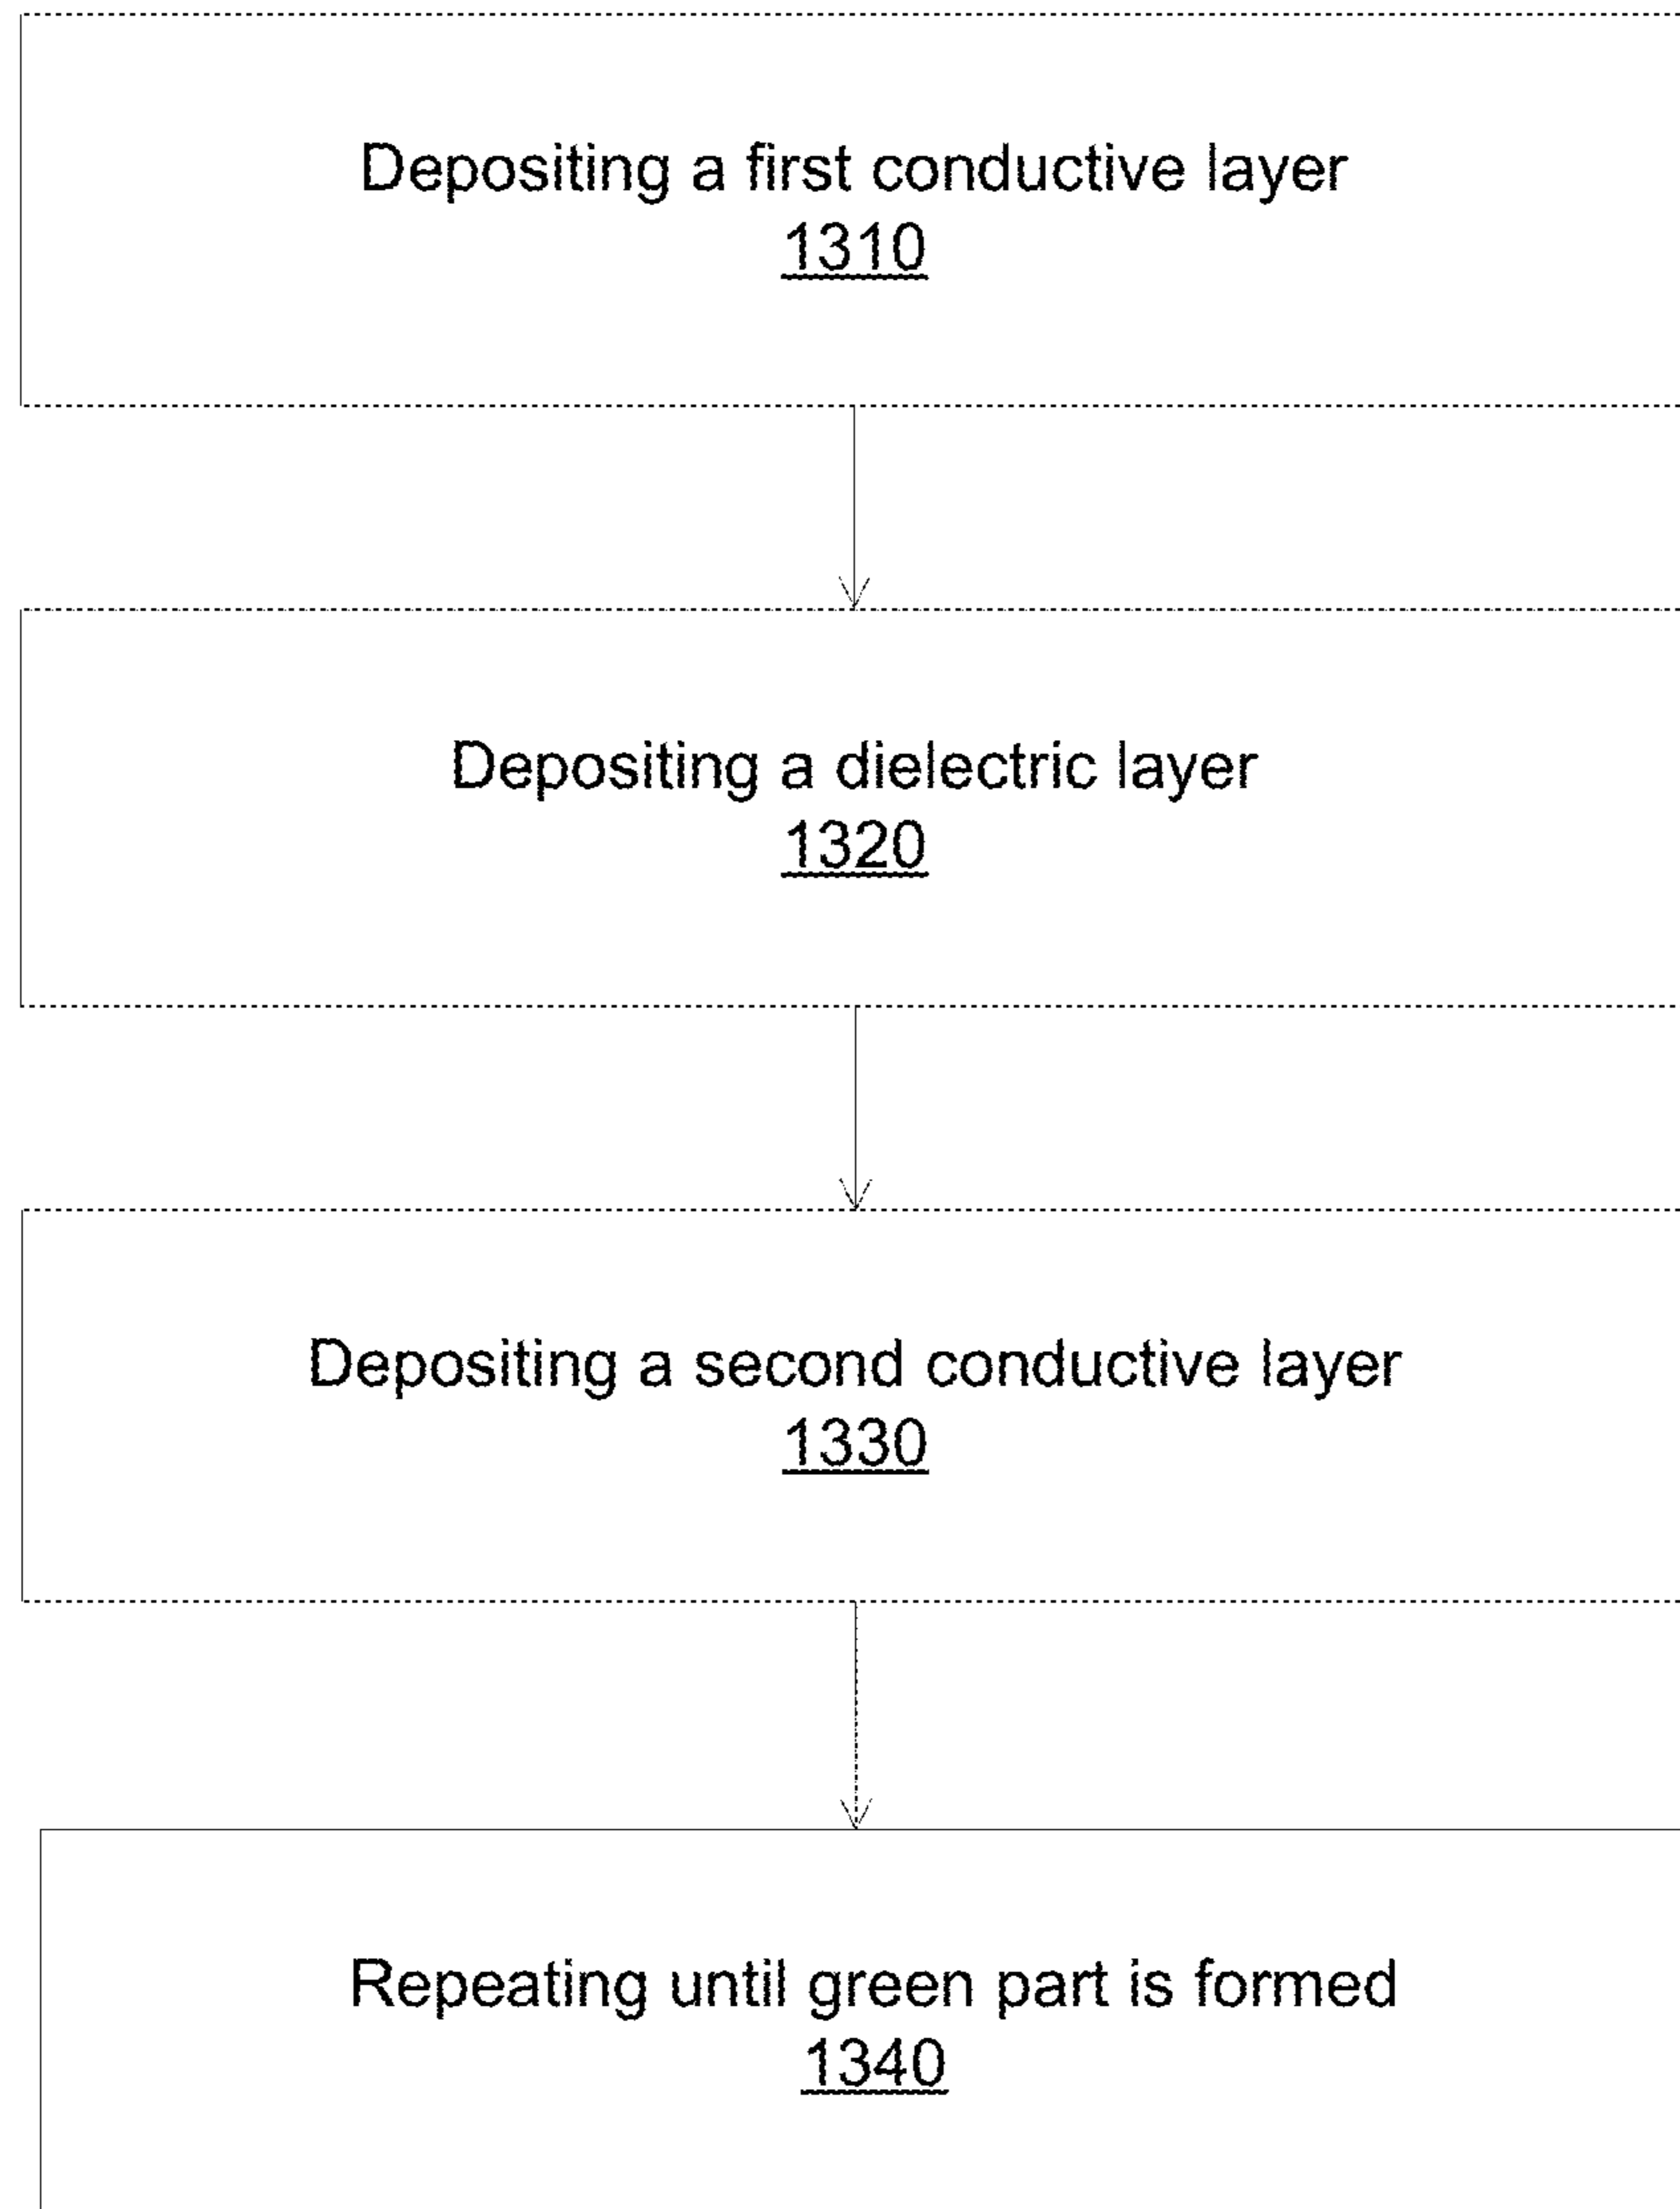 Depositing a first conductive layer
1310
Depositing a dielectric layer
1320
Depositing a second conductive layer
1330
Repeating until green part is formed
1340